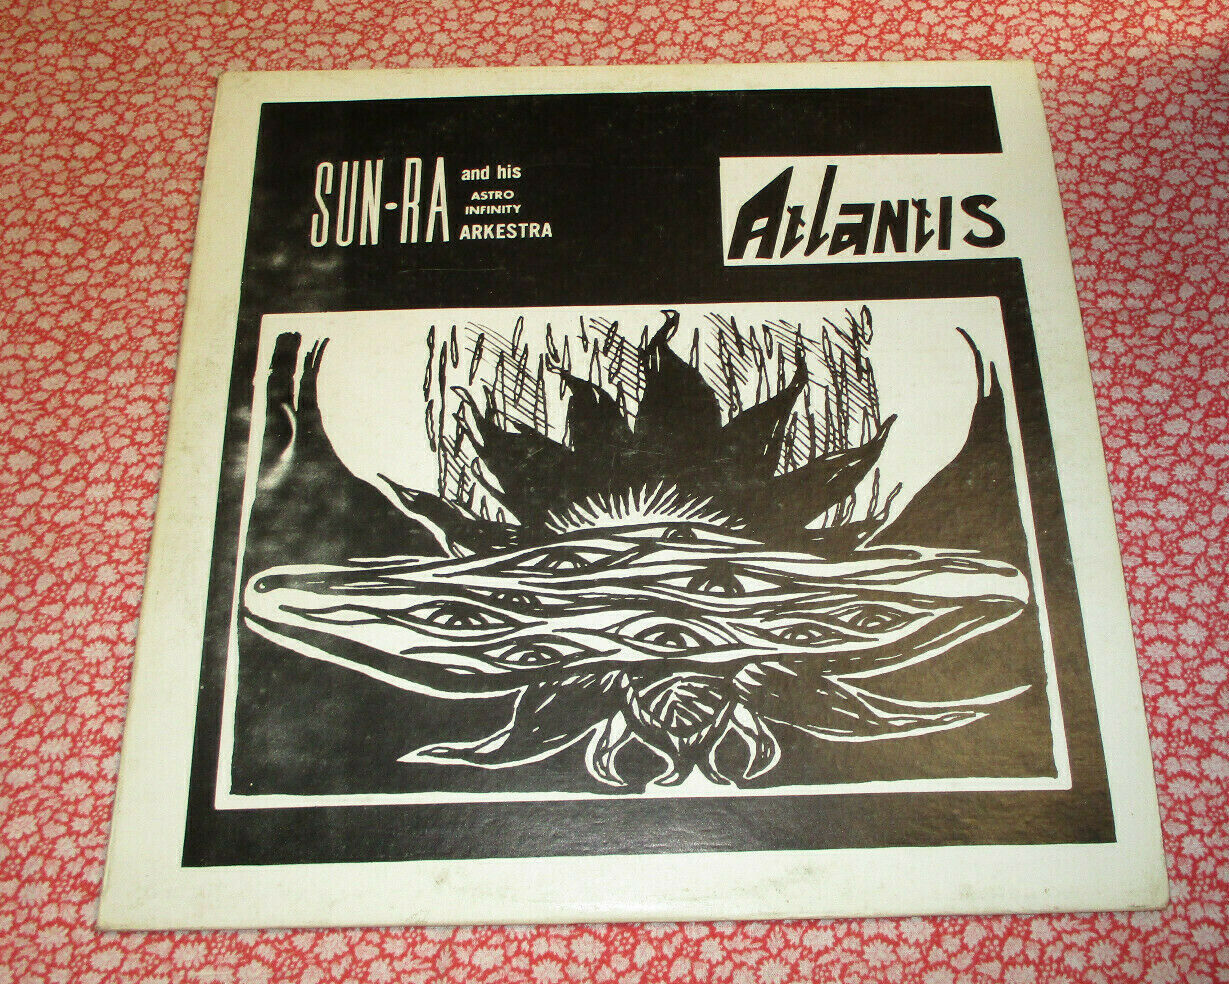 SUN-RA
and his
ASTRO
INFINITY
ARKESTRA
Atlantis